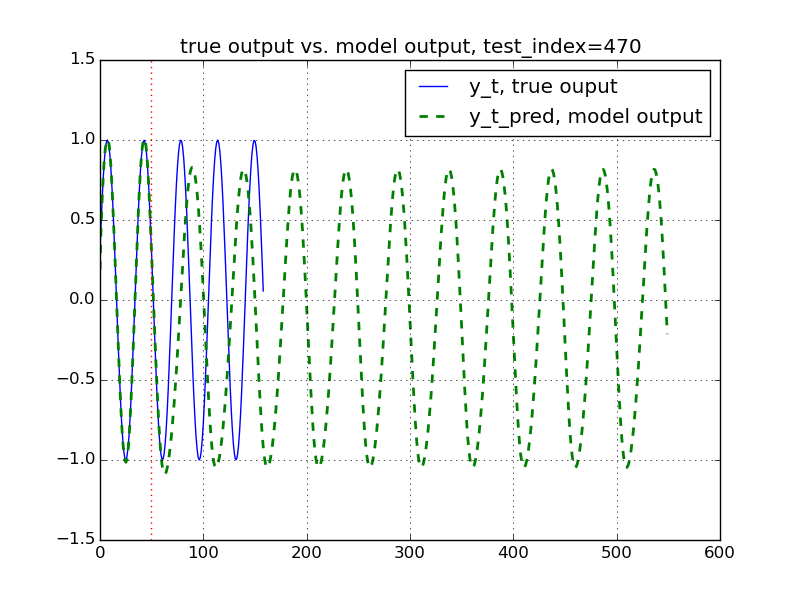 true output vs. model output, test_index=470
y_t, true ouput
y_t_pred, model output
1.5
1.0
0.5
0.0
−0.5
−1.0
−1.5
0 100 200 300 400 500 600